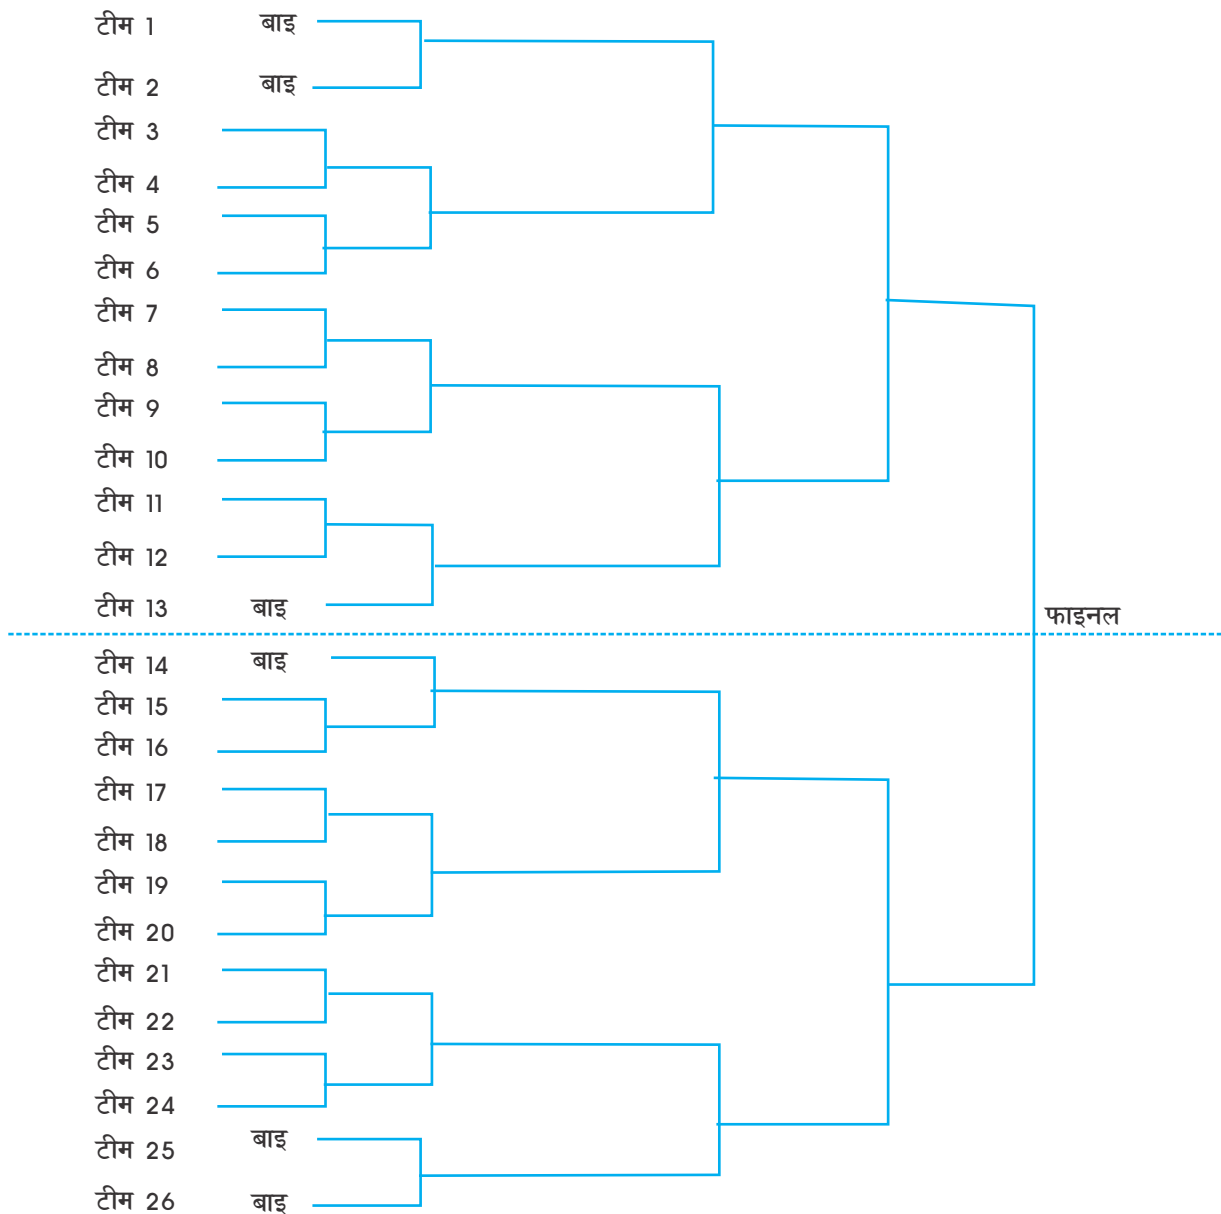 टीम 1 बाइ
टीम 2 बाइ
टीम 3
टीम 4
टीम 5
टीम 6
टीम 7
टीम 8
टीम 9
टीम 10
टीम 11
टीम 12
टीम 13 बाइ
फाइनल
टीम 14 बाइ
टीम 15
टीम 16
टीम 17
टीम 18
टीम 19
टीम 20
टीम 21
टीम 22
टीम 23
टीम 24
टीम 25 बाइ
टीम 26 बाइ